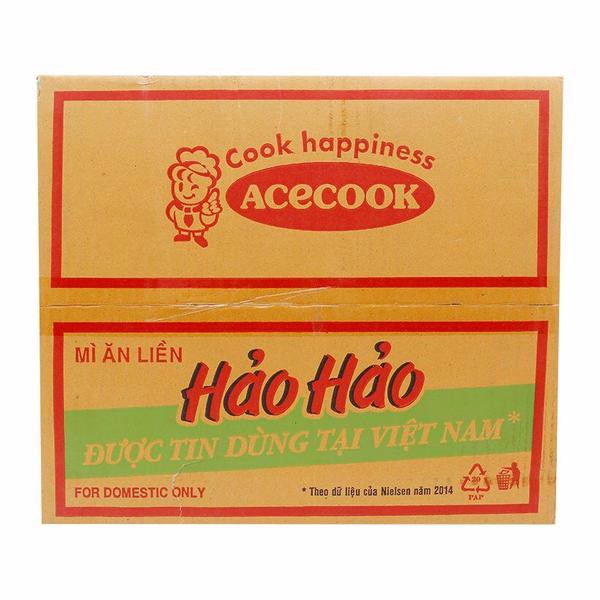 Cook happiness
ACeCOOK
MÌ ĂN LIỀN
Hảo Hảo
ĐƯỢC TIN DÙNG TẠI VIỆT NAM*
FOR DOMESTIC ONLY
* Theo dữ liệu của Nielsen năm 2014
20
PAP